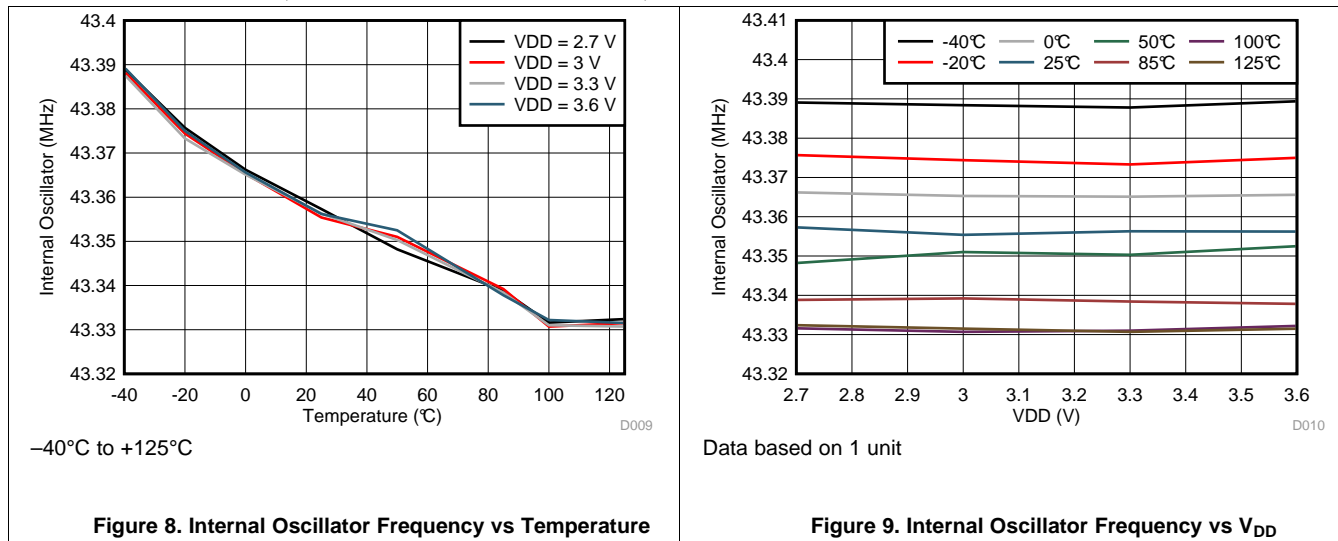 43.4
43.39
43.38
43.37
43.36
43.35
43.34
43.33
43.32
Internal Oscillator (MHz)
VDD = 2.7 V
VDD = 3 V
VDD = 3.3 V
VDD = 3.6 V
-40 -20 0 20 40 60 80 100 120
Temperature (°C)
D009
–40°C to +125°C
Figure 8. Internal Oscillator Frequency vs Temperature
43.41
43.4
43.39
43.38
43.37
43.36
43.35
43.34
43.33
43.32
Internal Oscillator (MHz)
-40°C 0°C 50°C 100°C
-20°C 25°C 85°C 125°C
2.7 2.8 2.9 3 3.1 3.2 3.3 3.4 3.5 3.6
VDD (V)
D010
Data based on 1 unit
Figure 9. Internal Oscillator Frequency vs VDD